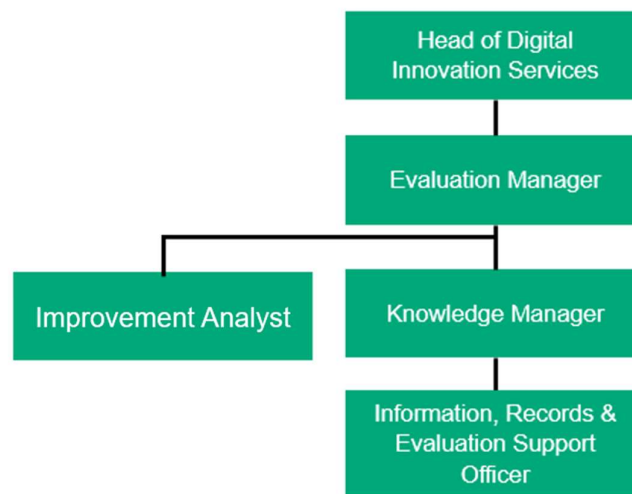 Head of Digital
Innovation Services
Evaluation Manager
Improvement Analyst
Knowledge Manager
Information, Records &
Evaluation Support
Officer